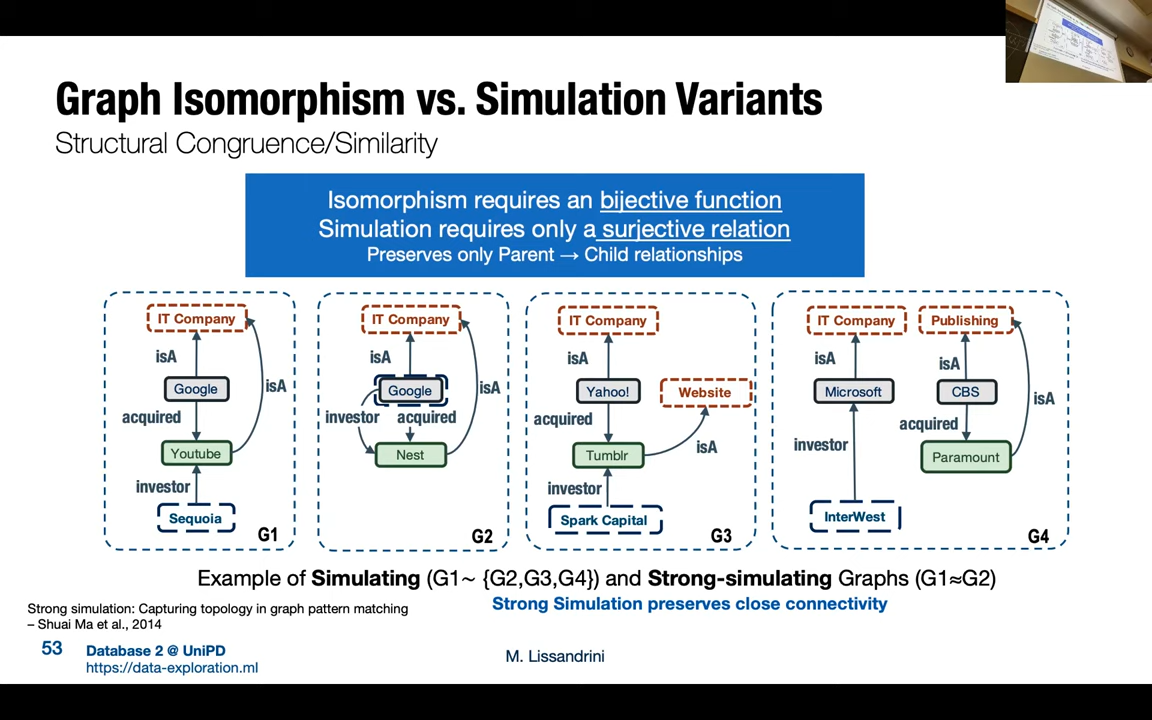 Graph Isomorphism vs. Simulation Variants
Structural Congruence/Similarity
Isomorphism requires an bijective function
Simulation requires only a surjective relation
Preserves only Parent → Child relationships
IT Company
isA
Google
isA
acquired
Youtube
investor
Sequoia
G1
IT Company
isA
Google
isA
investor
acquired
Nest
G2
IT Company
isA
Yahoo!
Website
acquired
Tumblr
isA
investor
Spark Capital
G3
IT Company
Publishing
isA
isA
Microsoft
CBS
isA
acquired
investor
Paramount
InterWest
G4
Example of Simulating (G1~ {G2,G3,G4}) and Strong-simulating Graphs (G1≈G2)
Strong Simulation preserves close connectivity
Strong simulation: Capturing topology in graph pattern matching
– Shuai Ma et al., 2014
53
Database 2 @ UniPD
https://data-exploration.ml
M. Lissandrini